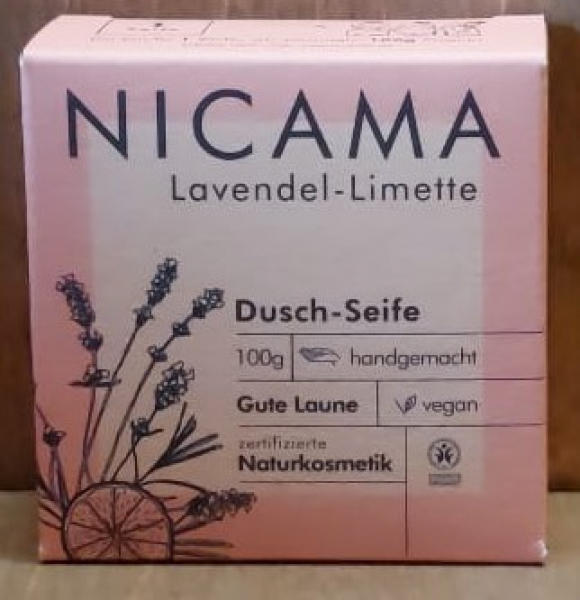 NICAMA
Lavendel-Limette
Dusch-Seife
100g handgemacht
Gute Laune vegan
zertifizierte
Naturkosmetik